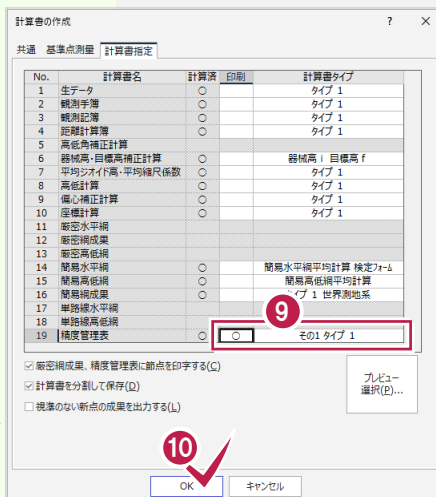 計算書の作成 ? ×
共通 基準点測量 計算書指定
No. 計算書名 計算済 印刷 計算書タイプ
1 生データ ○ タイプ 1
2 観測手簿 ○ タイプ 1
3 観測記簿 ○ タイプ 1
4 距離計算簿 ○ タイプ 1
5 高低角補正計算
6 器械高・目標高補正計算 ○ 器械高 i 目標高 f
7 平均ジオイド高・平均縮尺係数 ○ タイプ 1
8 高低計算 ○ タイプ 1
9 偏心補正計算 ○ タイプ 1
10 座標計算 ○ タイプ 1
11 厳密水平網
12 厳密網成果
13 厳密高低網
14 簡易水平網 ○ 簡易水平網平均計算 検定フォーム
15 簡易高低網 ○ 簡易高低網平均計算
16 簡易網成果 ○ タイプ 1 世界測地系
17 単路線水平網
18 単路線高低網
9
19 精度管理表 ○ ○ その1 タイプ 1
厳密網成果、精度管理表に節点を印字する(C)
計算書を分割して保存(D)
視準のない新点の成果を出力する(L)
プレビュー
選択(P)...
10
OK キャンセル